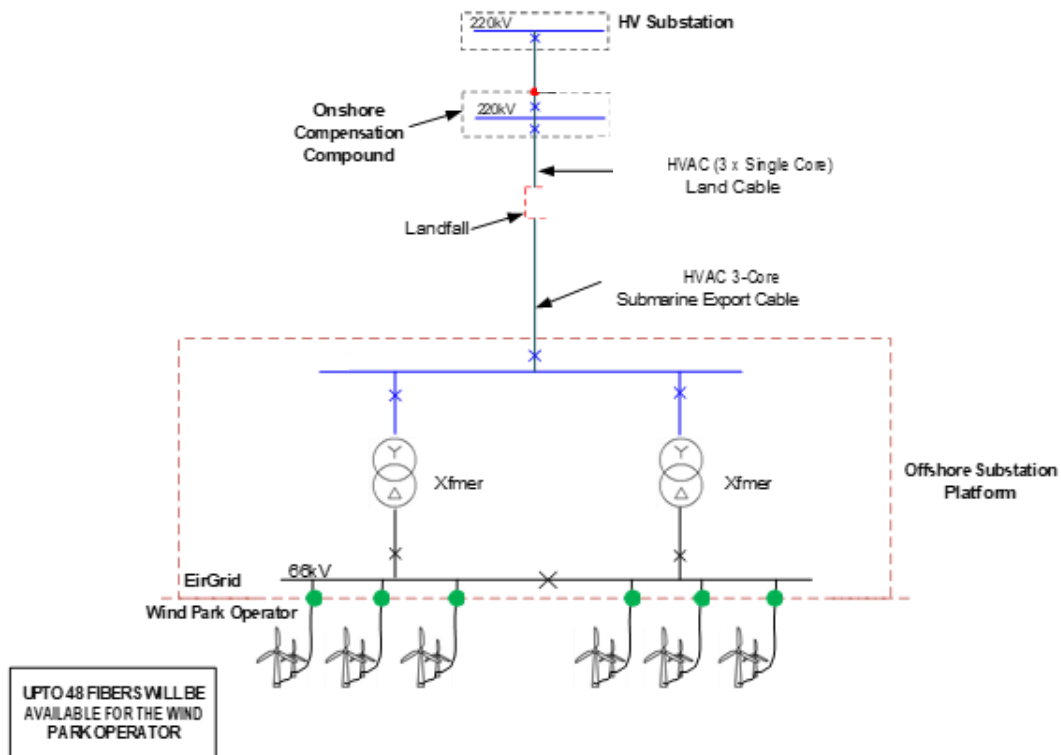 220kV
HV Substation
220kV
Onshore
Compensation
Compound
HVAC (3 x Single Core)
Land Cable
Landfall
HVAC 3-Core
Submarine Export Cable
Xfmer
Xfmer
Offshore Substation
Platform
66kV
EirGrid
Wind Park Operator
UPTO 48 FIBERS WILL BE
AVAILABLE FOR THE WIND
PARK OPERATOR